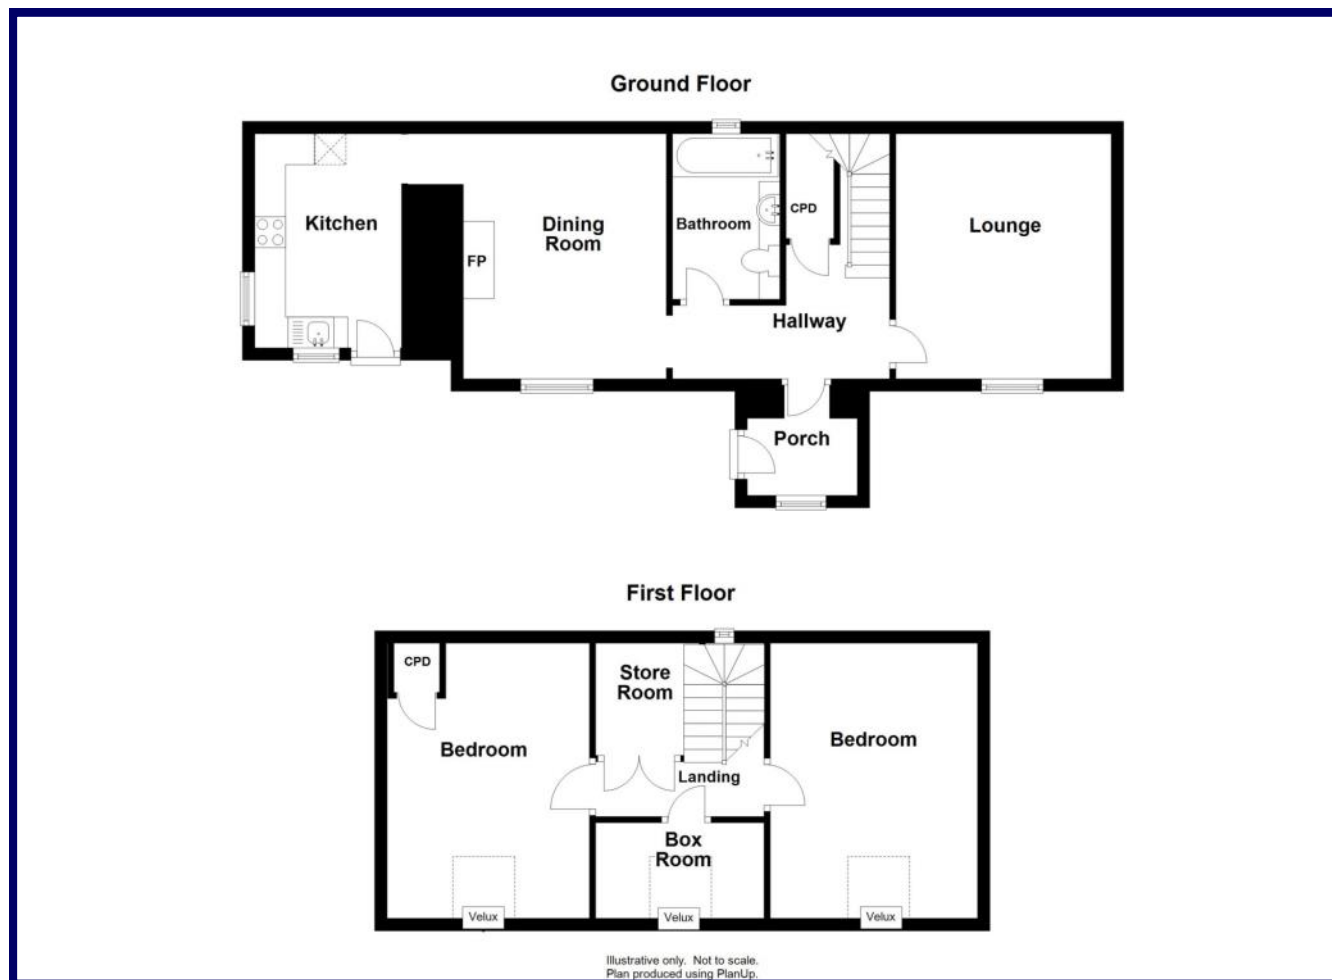 Ground Floor
Kitchen
Dining
Room
FP
Bathroom
CPD
Lounge
Hallway
Porch
First Floor
CPD
Store
Room
Bedroom
Bedroom
Landing
Box
Room
Velux
Velux
Velux
Illustrative only. Not to scale.
Plan produced using PlanUp.